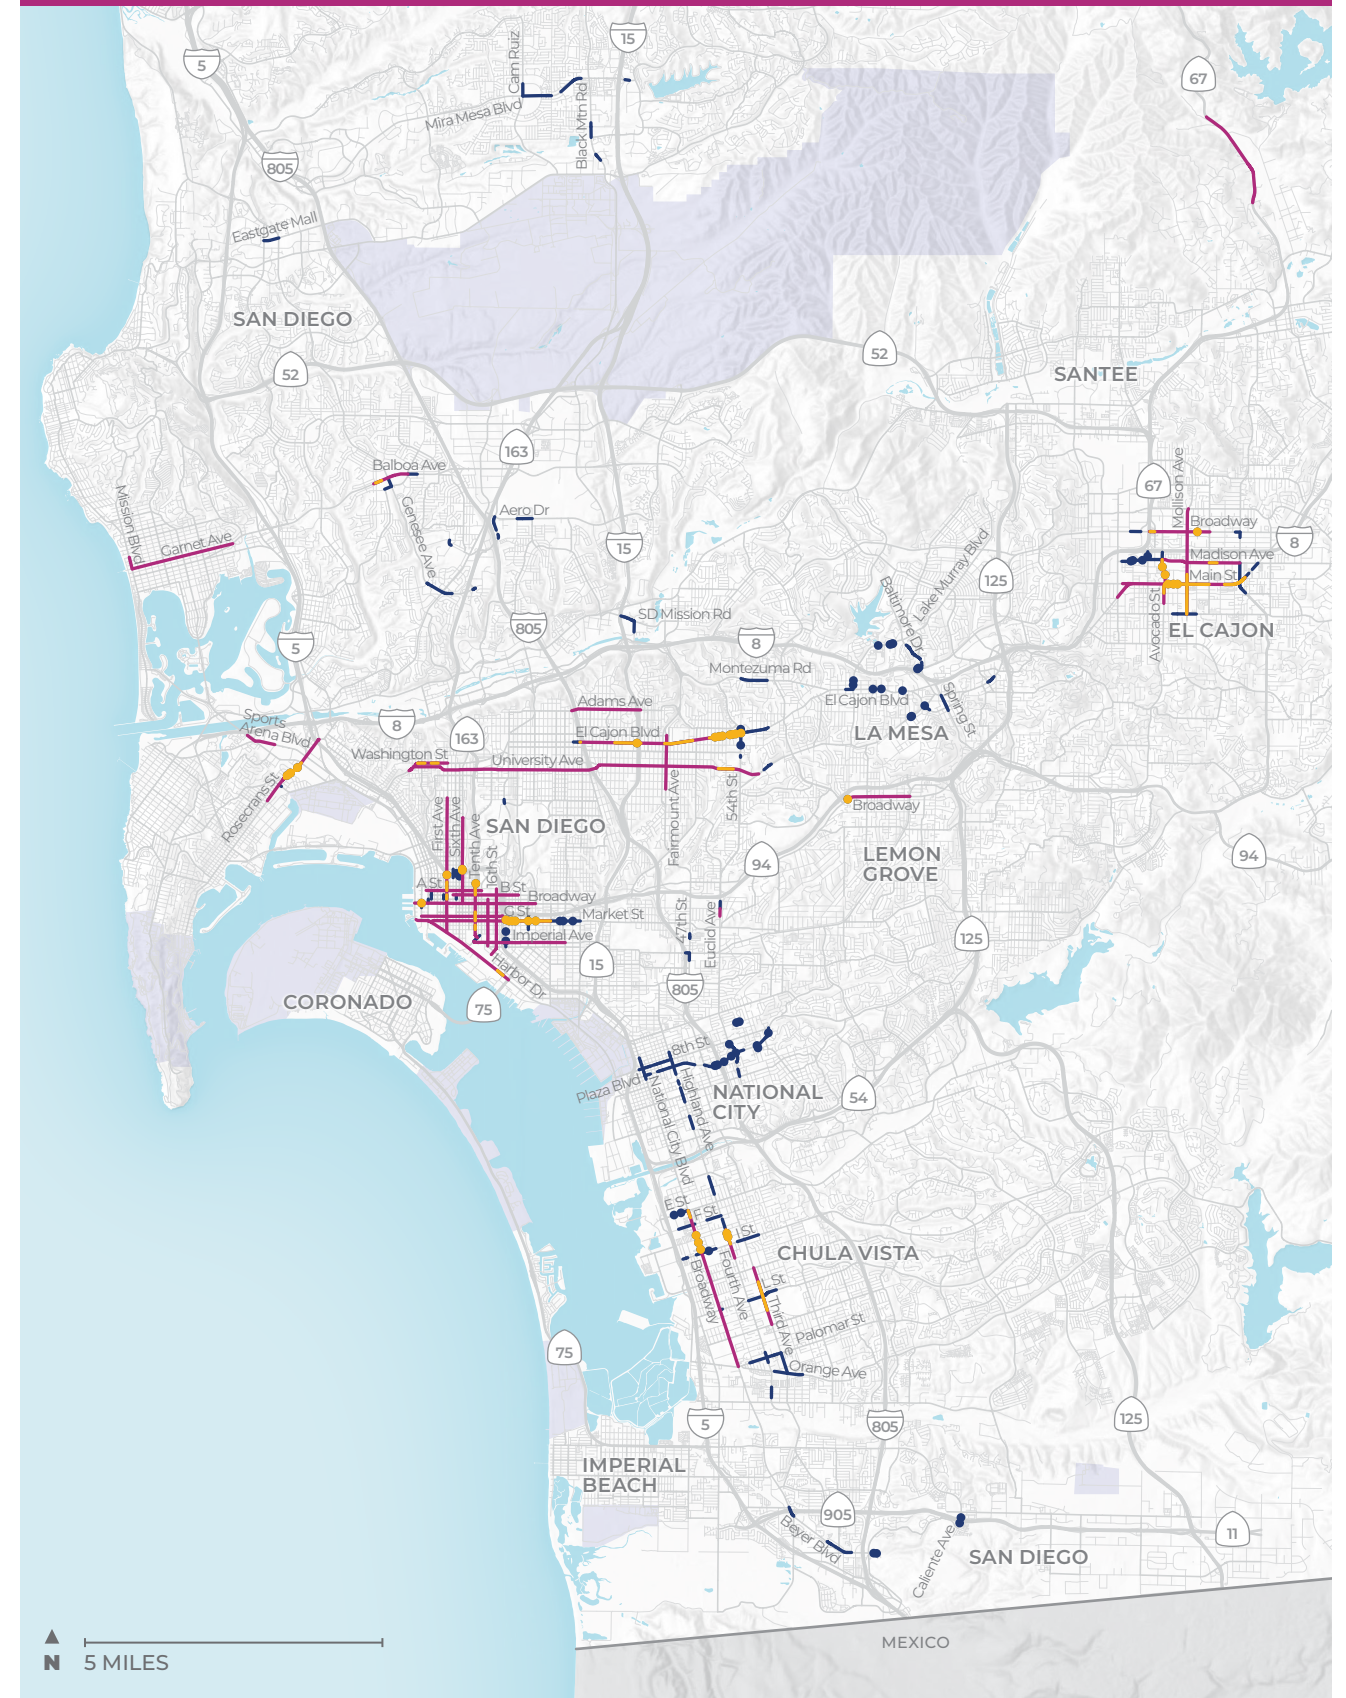 15
5
67
Cam Ruiz
Mira Mesa Blvd
Black Mtn Rd
805
Eastgate Mall
SAN DIEGO
52
52
SANTEE
163
Balboa Ave
67
Mollison Ave
Mission Blvd
Genesee Ave
Aero Dr
Broadway
Garnet Ave
15
8
Lake Murray Blvd
Madison Ave
125
Main St
Baltimore Dr
Avocado St
SD Mission Rd
805
EL CAJON
5
8
Montezuma Rd
Adams Ave
El Cajon Blvd
Spring St
Sports
Arena Blvd
8
163
El Cajon Blvd
LA MESA
Washington St
University Ave
Rosecrans St
Fairmount Ave
54th St
Broadway
First Ave
Sixth Ave
Tenth Ave
16th St
SAN DIEGO
94
LEMON
GROVE
94
A St
B St
Broadway
G St
Market St
47th St
Euclid Ave
Imperial Ave
125
Harbor Dr
15
805
CORONADO
75
8th St
Plaza Blvd
National City Blvd
Highland Ave
NATIONAL
CITY
54
E St
F St
J St
CHULA VISTA
Broadway
Fourth Ave
L St
Third Ave
Palomar St
75
Orange Ave
5
805
125
IMPERIAL
BEACH
905
Beyer Blvd
Caliente Ave
11
SAN DIEGO
MEXICO
N
5 MILES